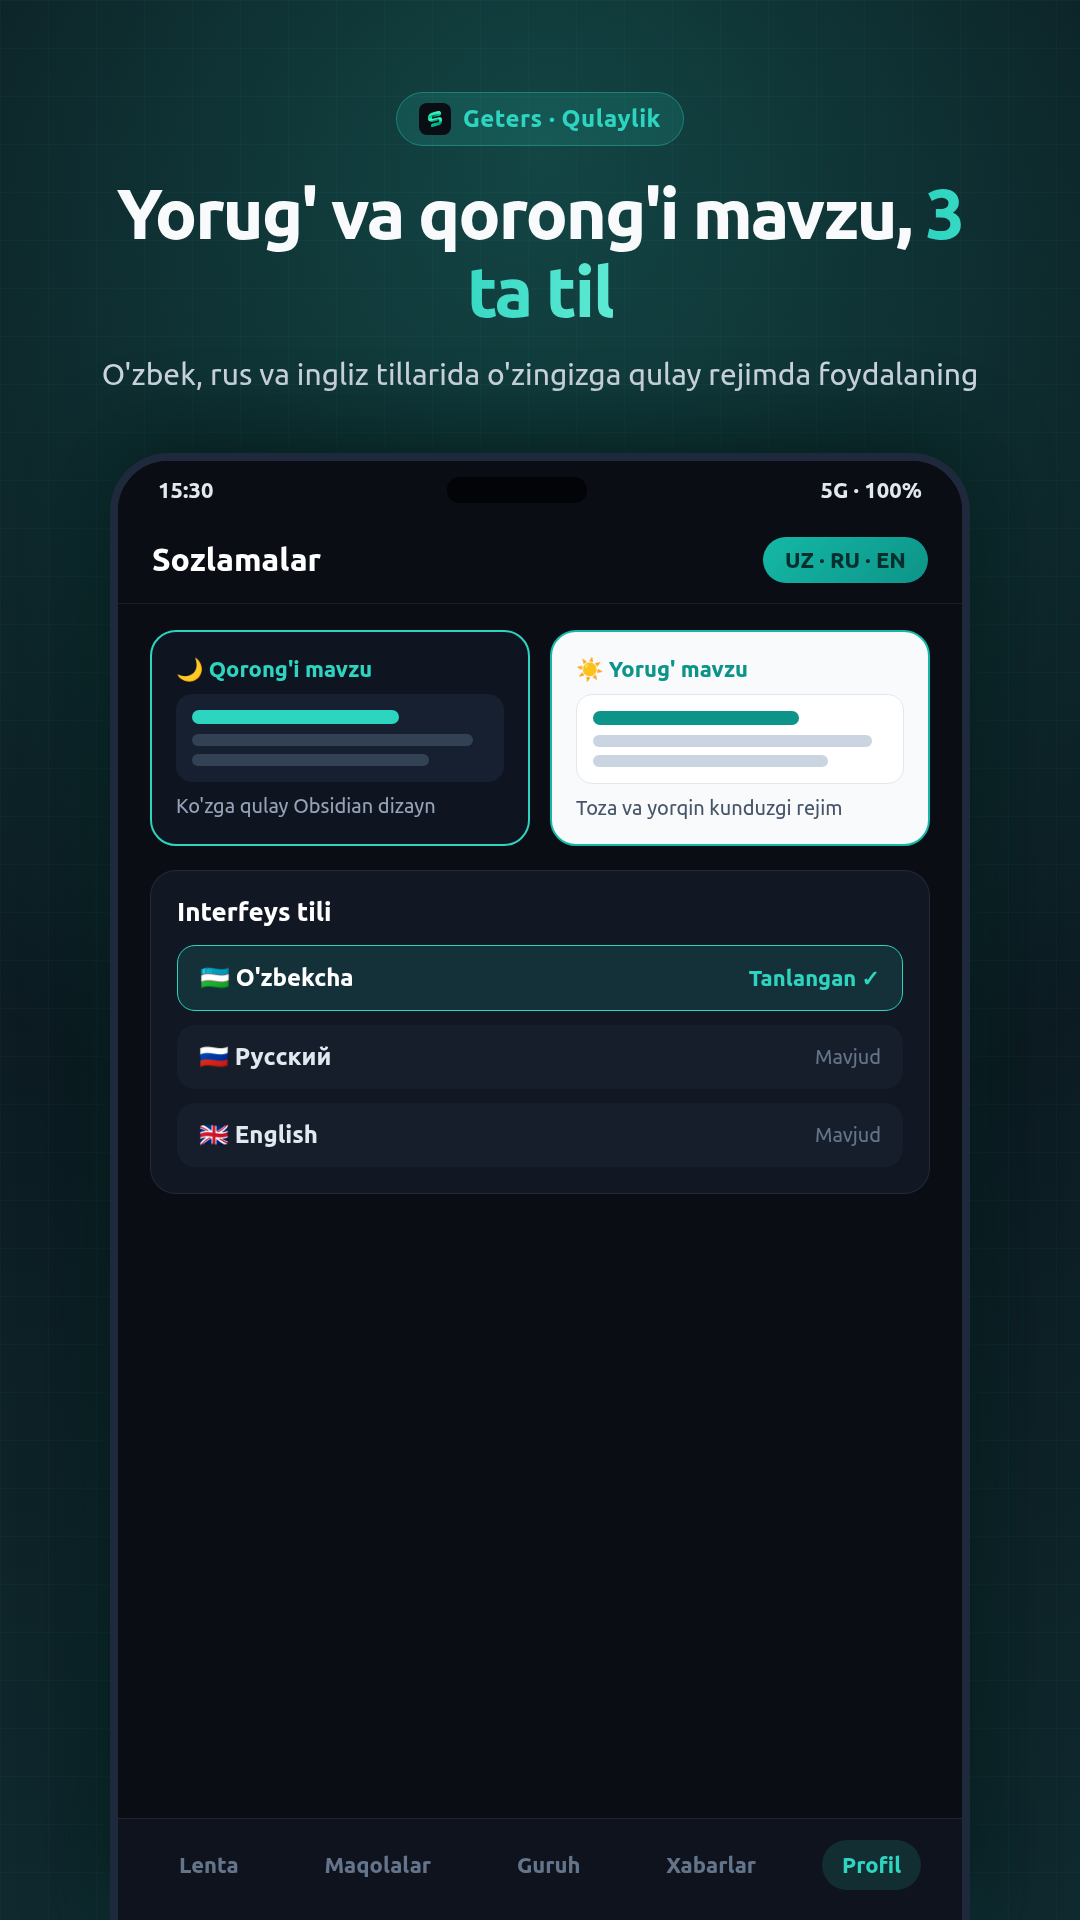 Geters · Qulaylik
Yorug' va qorong'i mavzu, 3
ta til
O'zbek, rus va ingliz tillarida o'zingizga qulay rejimda foydalaning
15:30
5G · 100%
Sozlamalar
UZ · RU · EN
🌙 Qorong'i mavzu
Ko'zga qulay Obsidian dizayn
☀️ Yorug' mavzu
Toza va yorqin kunduzgi rejim
Interfeys tili
🇺🇿 O'zbekcha
Tanlangan ✓
🇷🇺 Русский
Mavjud
🇬🇧 English
Mavjud
Lenta
Maqolalar
Guruh
Xabarlar
Profil